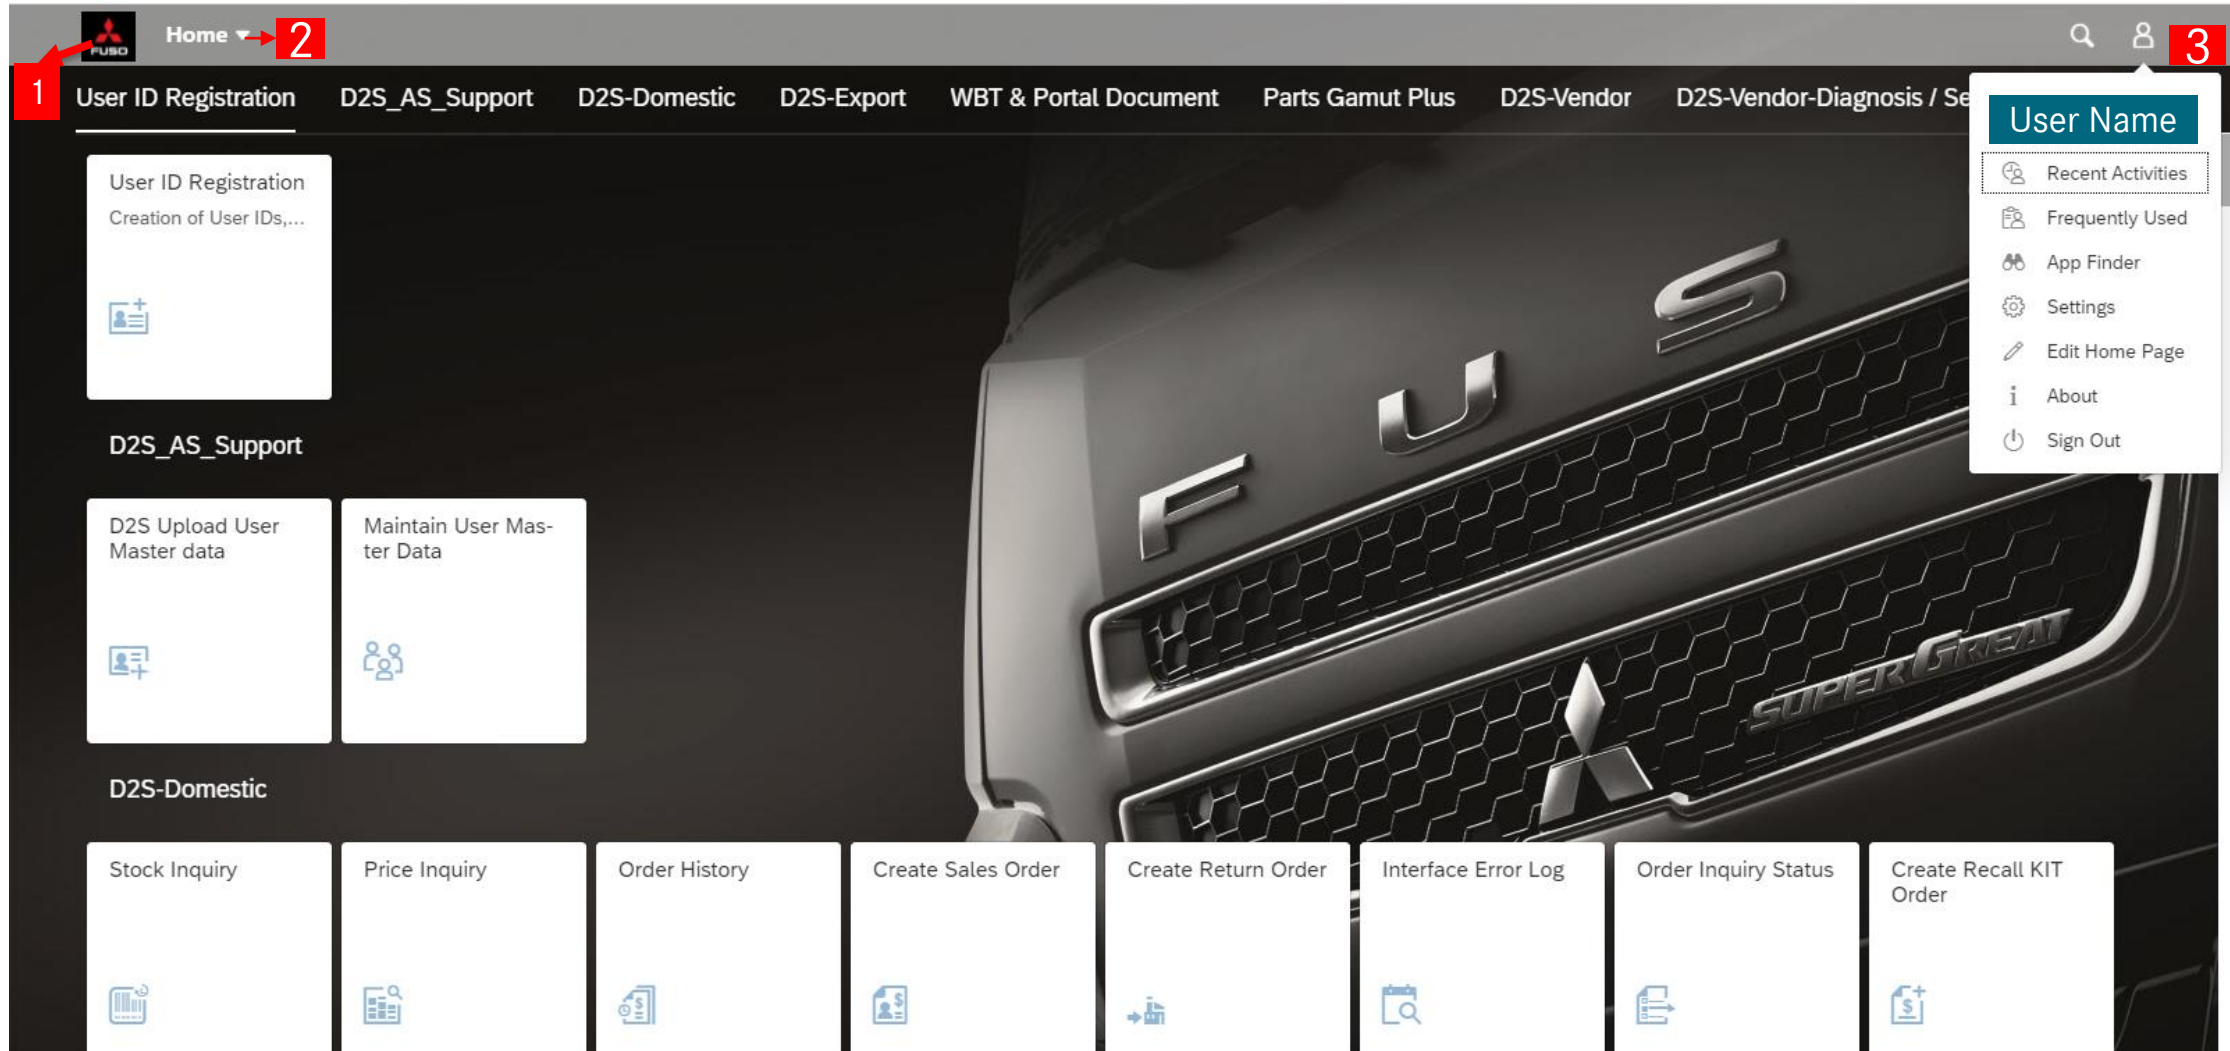 FUSO
Home
2
3
1
User ID Registration
D2S_AS_Support
D2S-Domestic
D2S-Export
WBT & Portal Document
Parts Gamut Plus
D2S-Vendor
D2S-Vendor-Diagnosis / Se
User Name
Recent Activities
Frequently Used
App Finder
Settings
Edit Home Page
About
Sign Out
User ID Registration
Creation of User IDs,...
FUS
D2S_AS_Support
D2S Upload User
Master data
Maintain User Mas-
ter Data
SUPER GREAT
D2S-Domestic
Stock Inquiry
Price Inquiry
Order History
Create Sales Order
Create Return Order
Interface Error Log
Order Inquiry Status
Create Recall KIT
Order